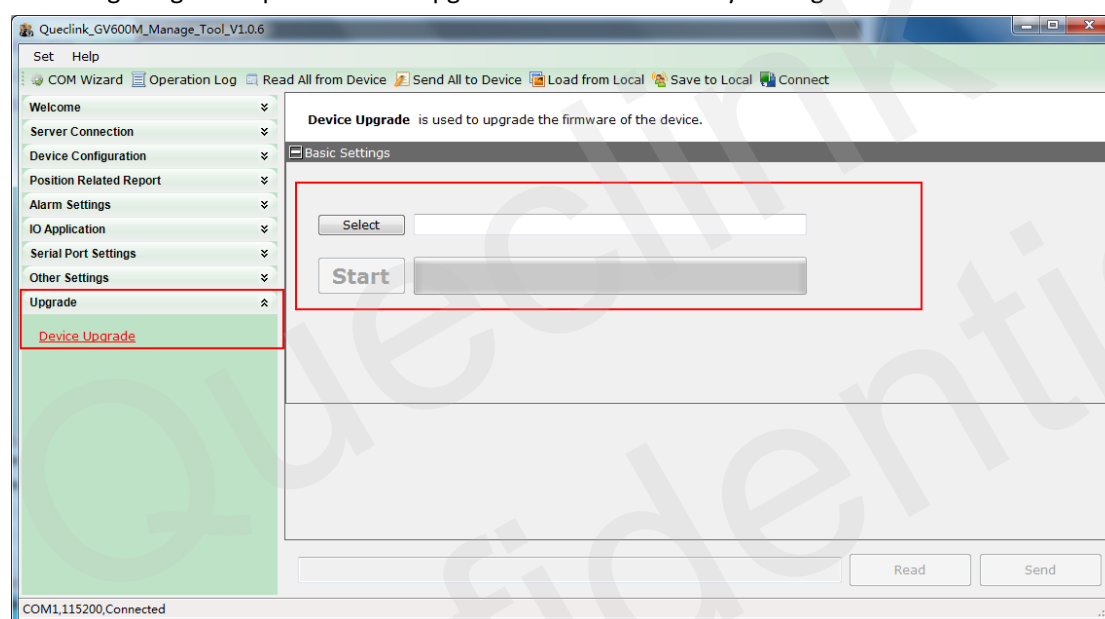 Queclink_GV600M_Manage_Tool_V1.0.6
Set Help
COM Wizard Operation Log Read All from Device Send All to Device Load from Local Save to Local Connect
Welcome
Server Connection
Device Configuration
Position Related Report
Alarm Settings
IO Application
Serial Port Settings
Other Settings
Upgrade
Device Upgrade
Device Upgrade is used to upgrade the firmware of the device.
Basic Settings
Select
Start
Read Send
COM1,115200,Connected
Queclink